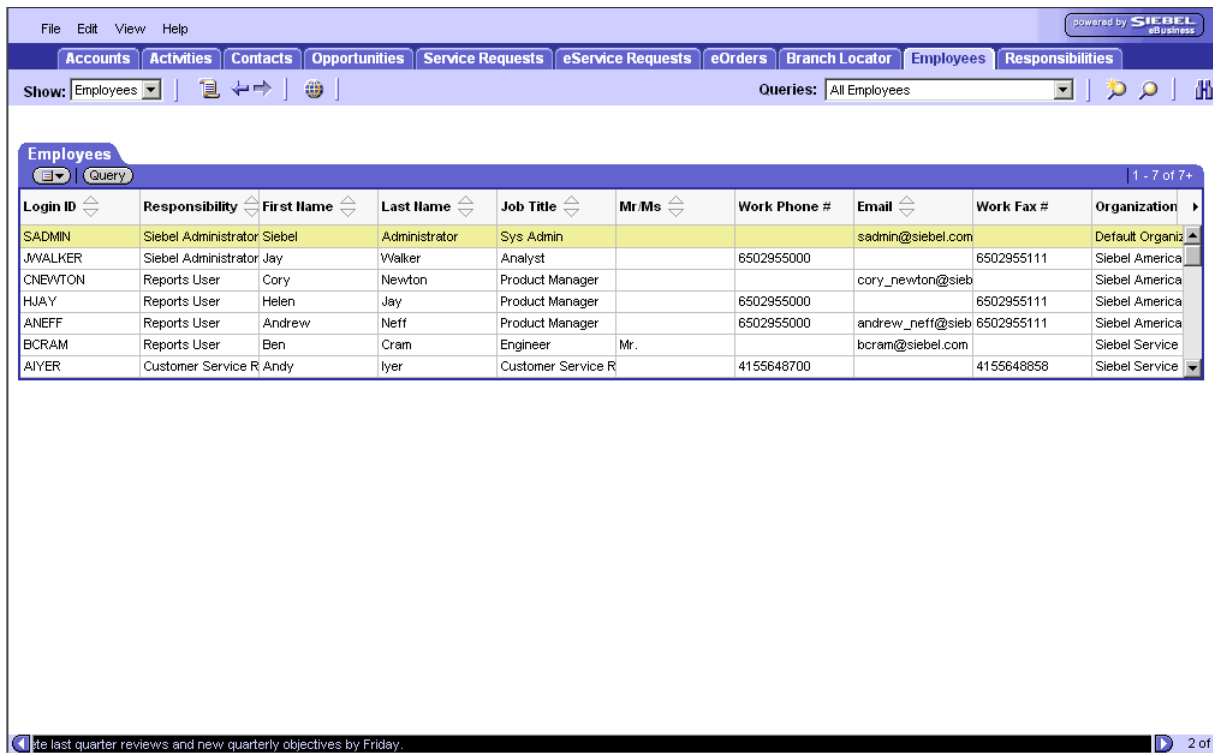 File Edit View Help powered by SIEBEL eBusiness
Accounts Activities Contacts Opportunities Service Requests eService Requests eOrders Branch Locator Employees Responsibilities
Show: Employees Queries: All Employees
Employees
Query 1 - 7 of 7+
Login ID Responsibility First Name Last Name Job Title Mr/Ms Work Phone # Email Work Fax # Organization
SADMIN Siebel Administrator Siebel Administrator Sys Admin sadmin@siebel.com Default Organiz
JWALKER Siebel Administrator Jay Walker Analyst 6502955000 6502955111 Siebel America
CNEWTON Reports User Cory Newton Product Manager cory_newton@sieb Siebel America
HJAY Reports User Helen Jay Product Manager 6502955000 6502955111 Siebel America
ANEFF Reports User Andrew Neff Product Manager 6502955000 andrew_neff@sieb 6502955111 Siebel America
BCRAM Reports User Ben Cram Engineer Mr. bcram@siebel.com Siebel Service
AIYER Customer Service R Andy Iyer Customer Service R 4155648700 4155648858 Siebel Service
ete last quarter reviews and new quarterly objectives by Friday. 2 of